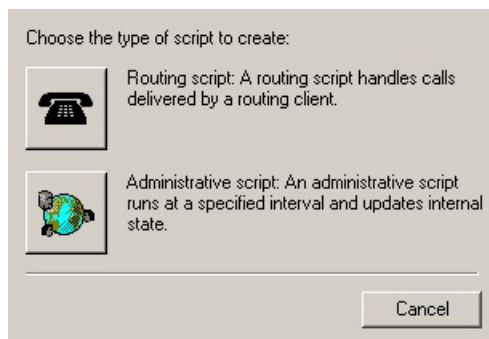 Choose the type of script to create:
Routing script: A routing script handles calls
delivered by a routing client.
Administrative script: An administrative script
runs at a specified interval and updates internal
state.
Cancel